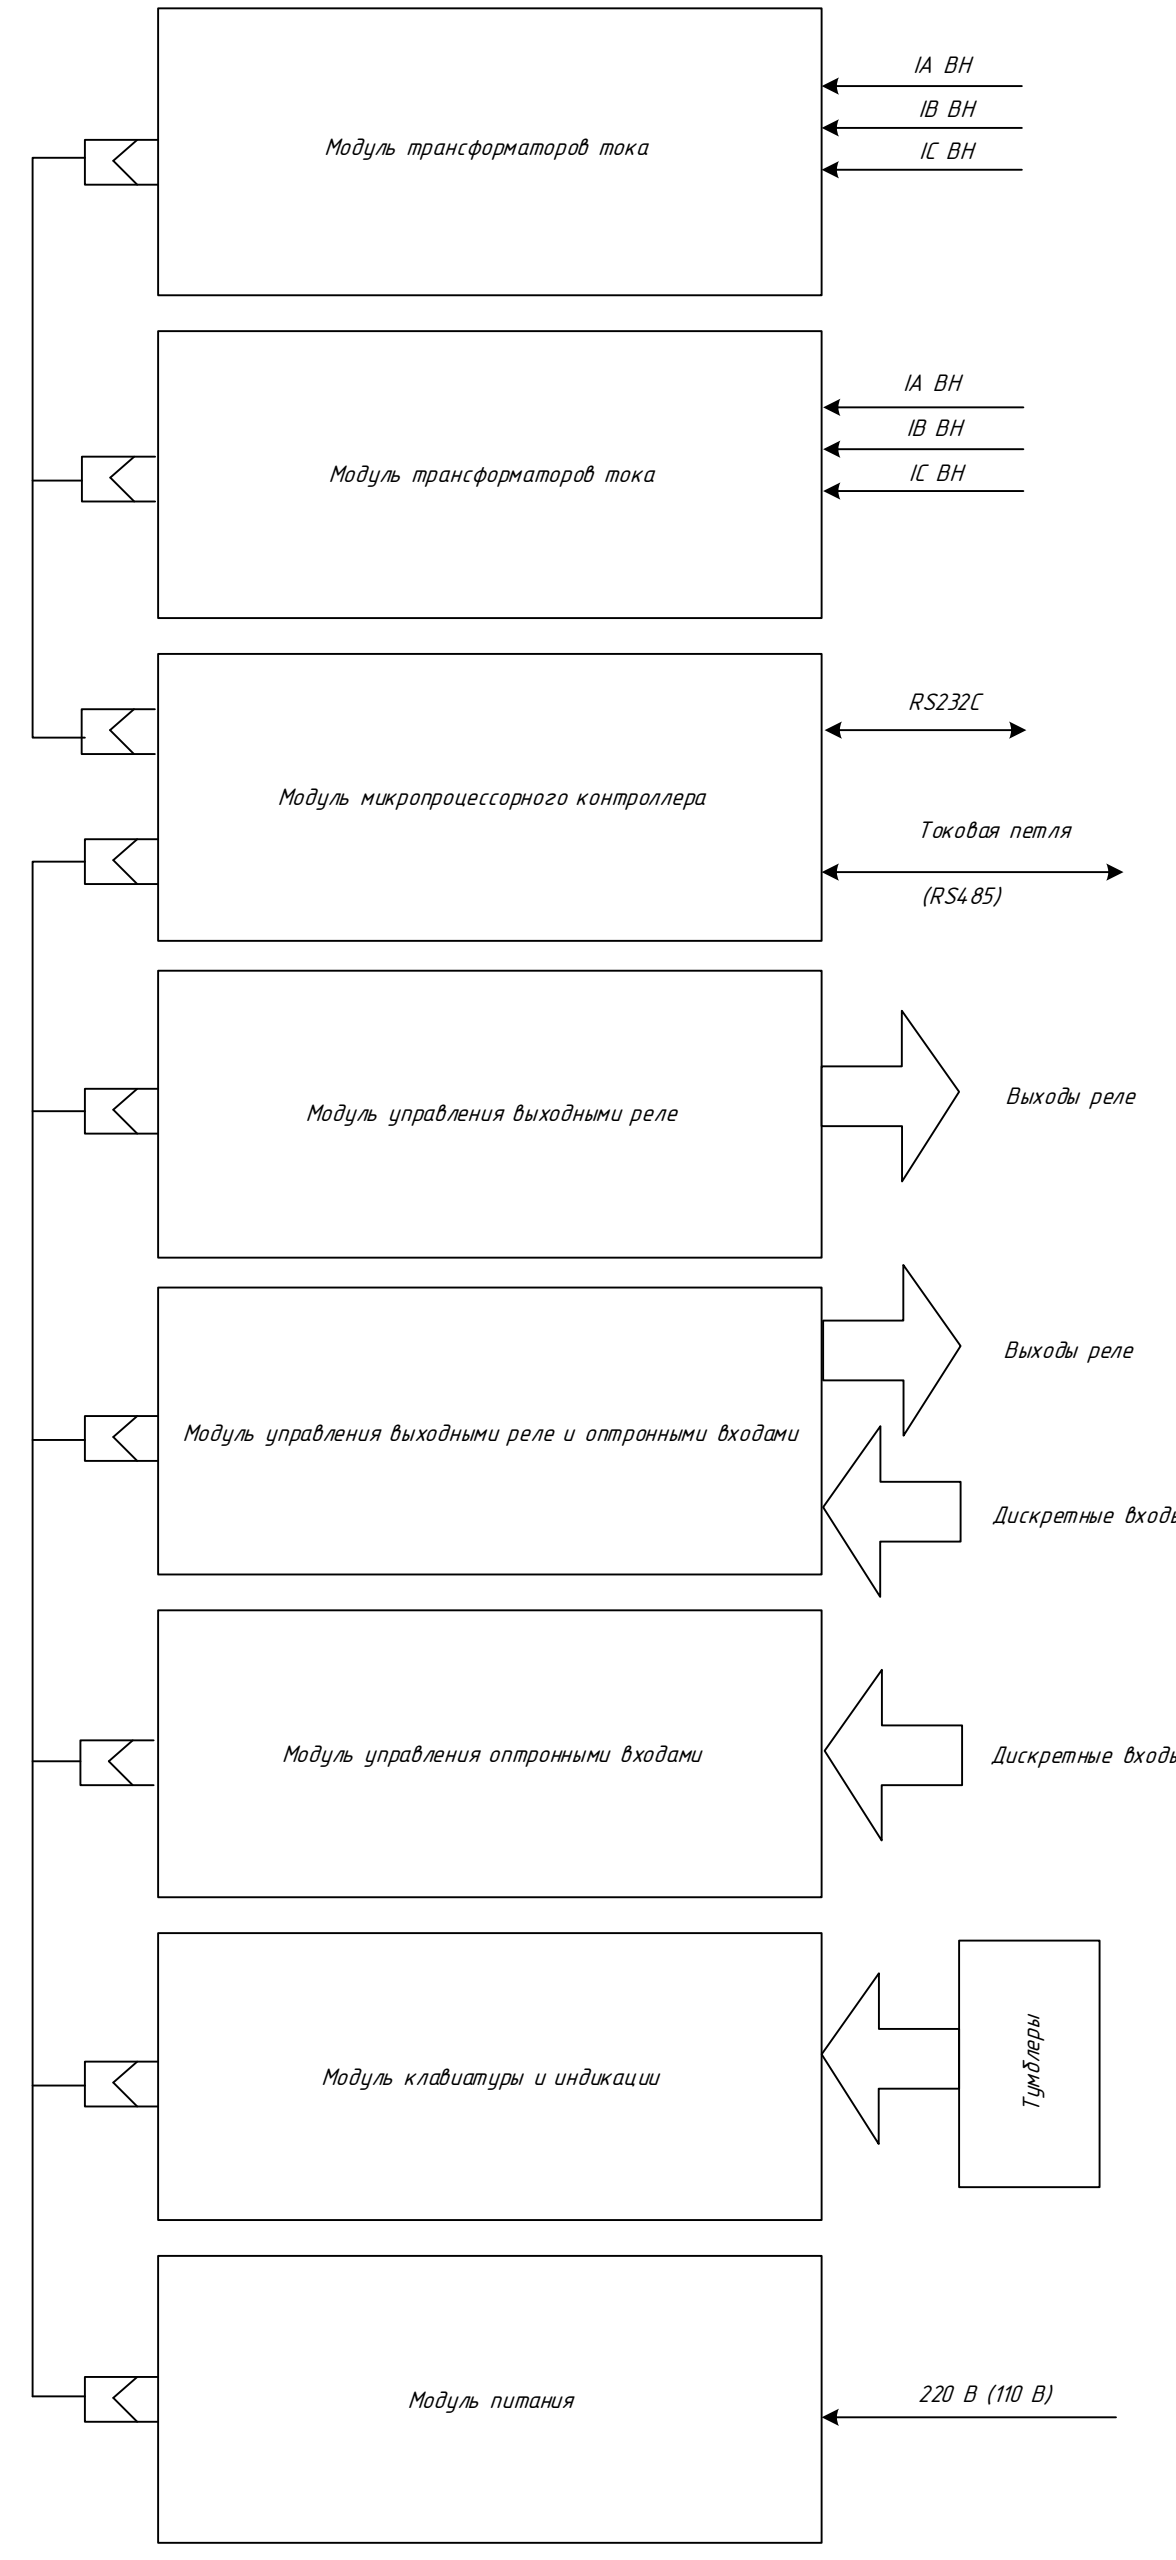 IA ВН
IB ВН
IC ВН
Модуль трансформаторов тока
IA ВН
IB ВН
IC ВН
Модуль трансформаторов тока
RS232C
Модуль микропроцессорного контроллера
Токовая петля
(RS485)
Выходы реле
Модуль управления выходными реле
Выходы реле
Модуль управления выходными реле и оптронными входами
Дискретные
Модуль управления оптронными входами
Дискретные
Тумблеры
Модуль клавиатуры и индикации
220 В (110 В)
Модуль питания